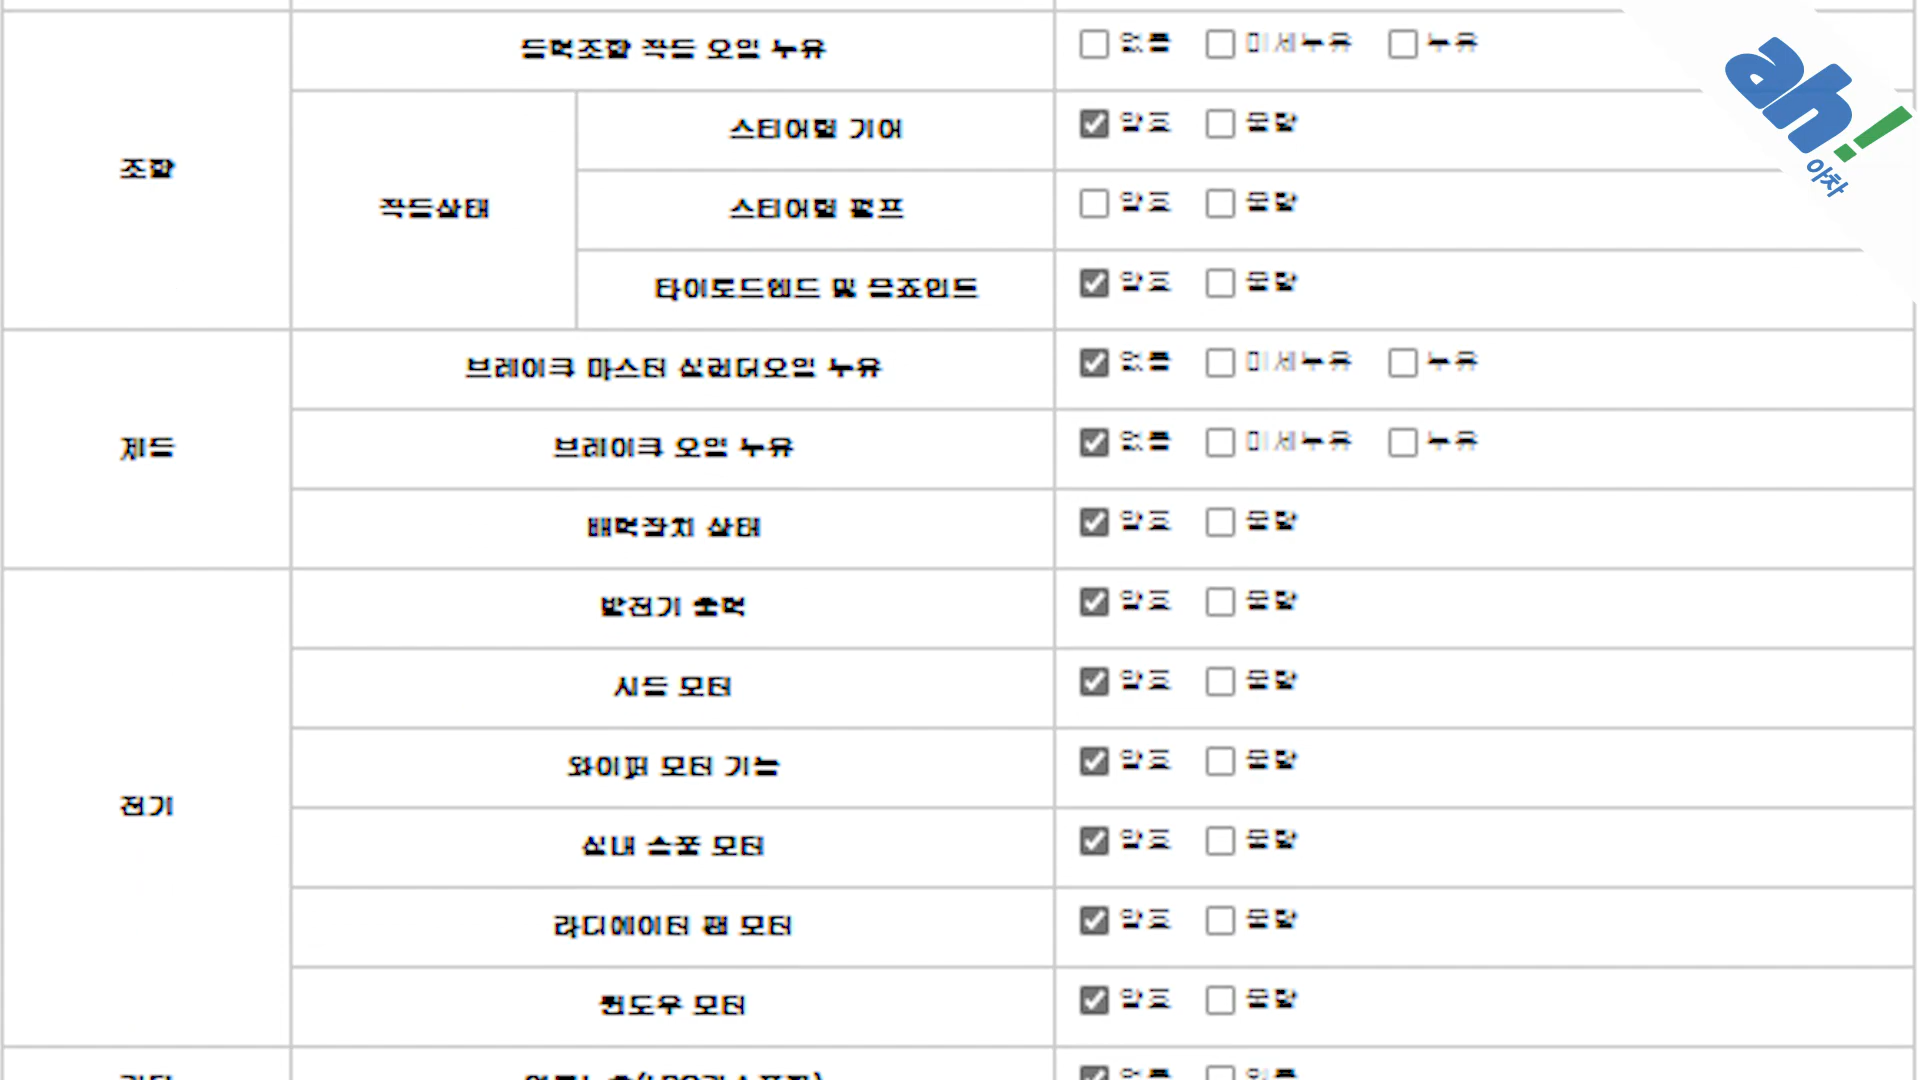 동력조향 작동 오일 누유 없음 미세누유 누유
조향
작동상태
스티어링 기어 양호 불량
스티어링 펌프 양호 불량
타이로드엔드 및 볼죠인트 양호 불량
제동
브레이크 마스터 실린더오일 누유 없음 미세누유 누유
브레이크 오일 누유 없음 미세누유 누유
배력장치 상태 양호 불량
전기
발전기 출력 양호 불량
시동 모터 양호 불량
와이퍼 모터 기능 양호 불량
실내 송풍 모터 양호 불량
라디에이터 팬 모터 양호 불량
윈도우 모터 양호 불량
ah!
아차